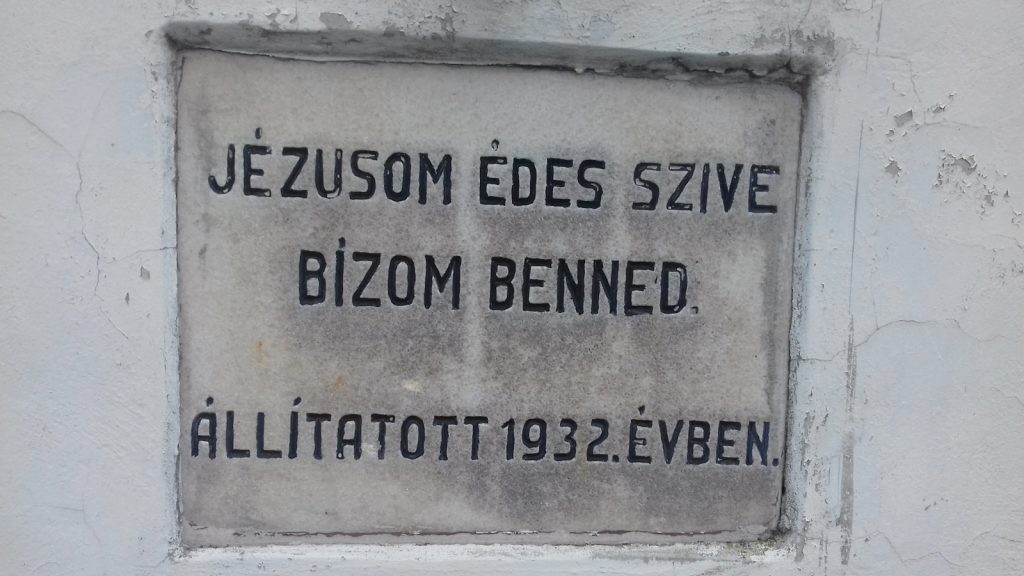 JÉZUSOM ÉDES SZIVE
BÍZOM BENNED.
ÁLLÍTATOTT 1932. ÉVBEN.